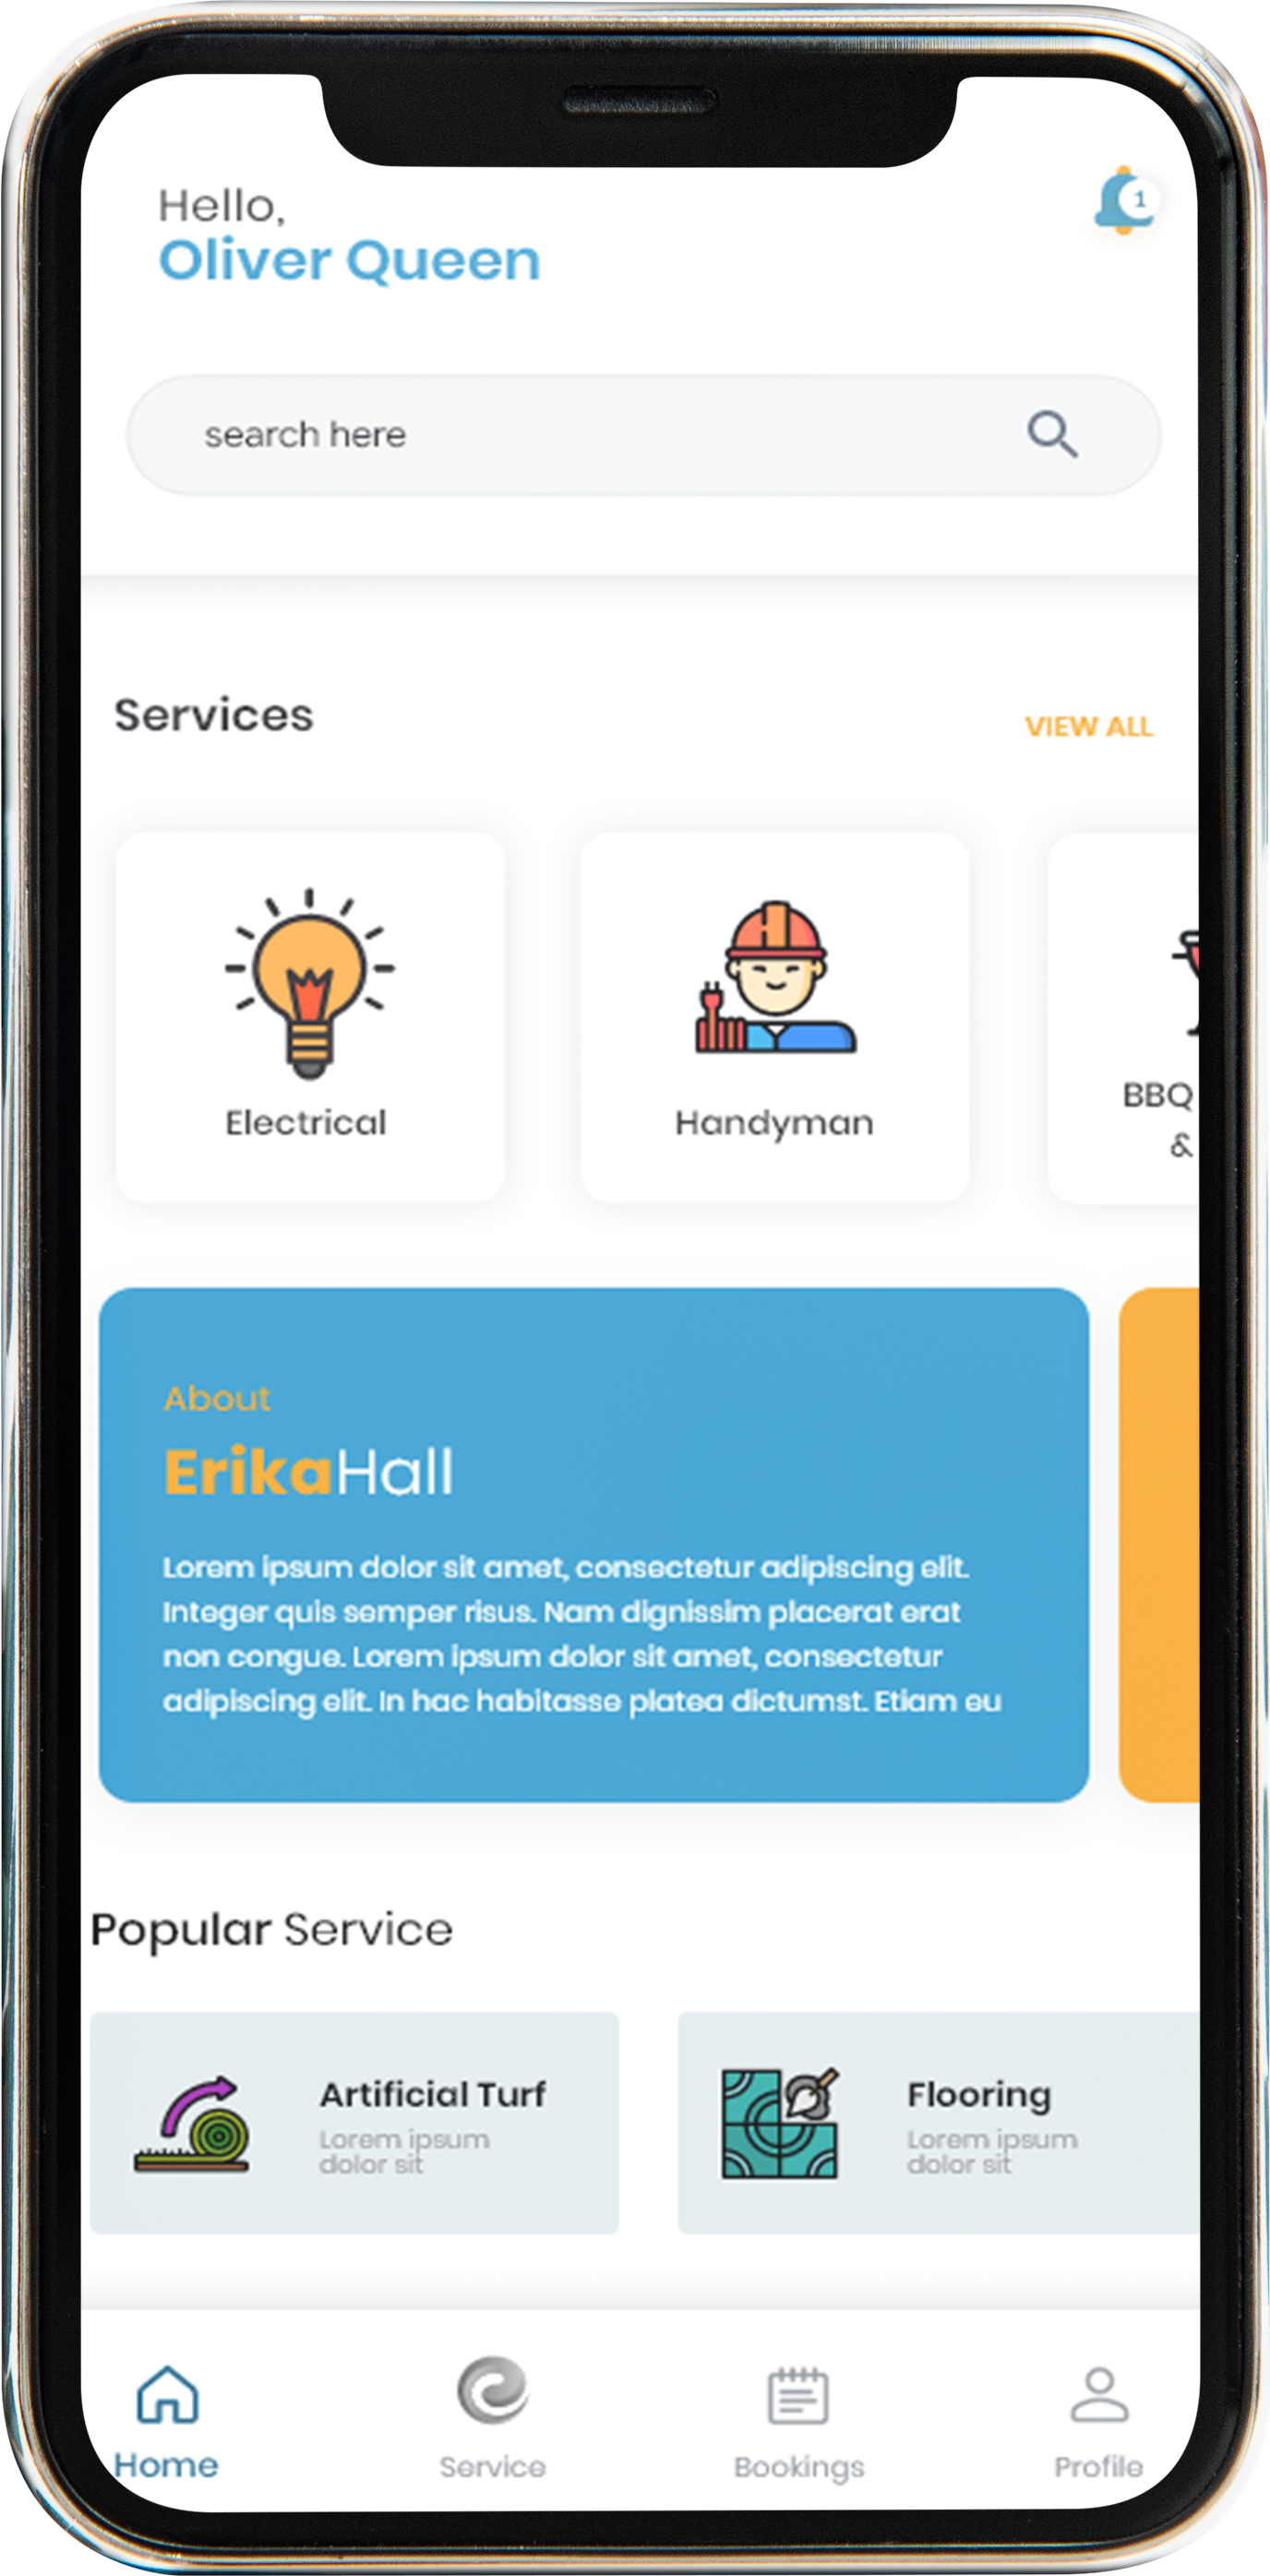 Hello,
Oliver Queen
1
search here
Services
VIEW ALL
Electrical
Handyman
BBQ
&
About
ErikaHall
Lorem ipsum dolor sit amet, consectetur adipiscing elit.
Integer quis semper risus. Nam dignissim placerat erat
non congue. Lorem ipsum dolor sit amet, consectetur
adipiscing elit. In hac habitasse platea dictumst. Etiam eu
Popular Service
Artificial Turf
Lorem ipsum
dolor sit
Flooring
Lorem ipsum
dolor sit
Home
Service
Bookings
Profile